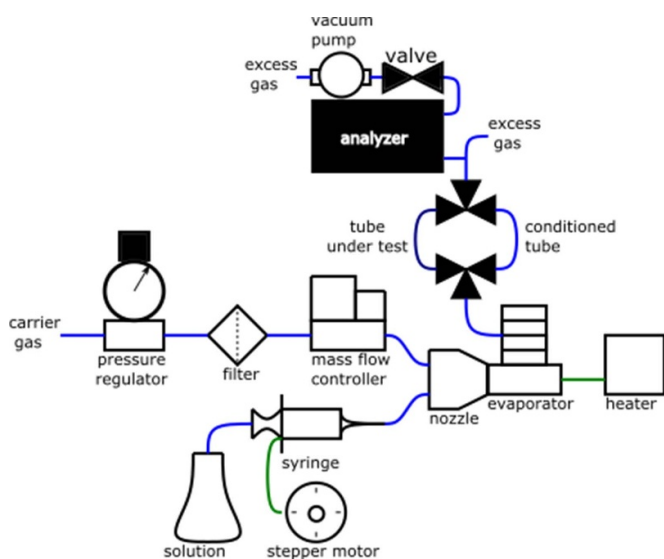 vacuum
pump
valve
excess
gas
analyzer
excess
gas
tube
under test
conditioned
tube
carrier
gas
pressure
regulator
filter
mass flow
controller
nozzle
evaporator
heater
syringe
solution
stepper motor